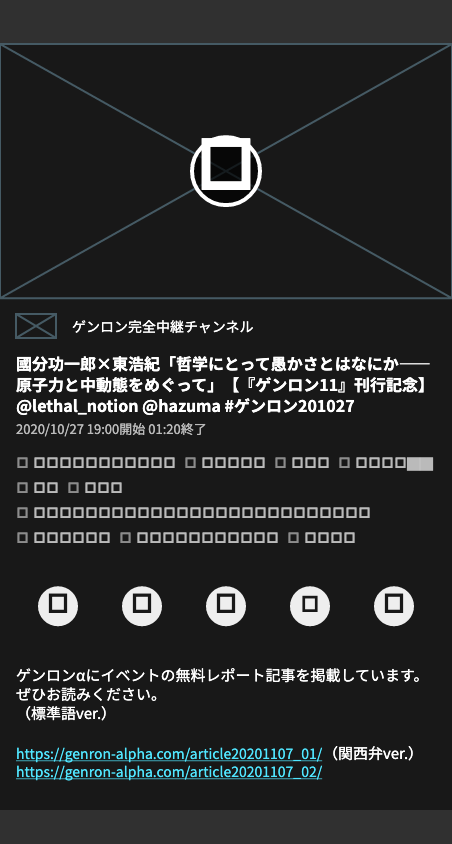 ゲンロン完全中継チャンネル
國分功一郎×東浩紀「哲学にとって愚かさとはなにか——
原子力と中動態をめぐって」【『ゲンロン11』刊行記念】
@lethal_notion @hazuma #ゲンロン201027
2020/10/27 19:00開始 01:20終了
ゲンロンαにイベントの無料レポート記事を掲載しています。
ぜひお読みください。
（標準語ver.）
https://genron-alpha.com/article20201107_01/（関西弁ver.）
https://genron-alpha.com/article20201107_02/